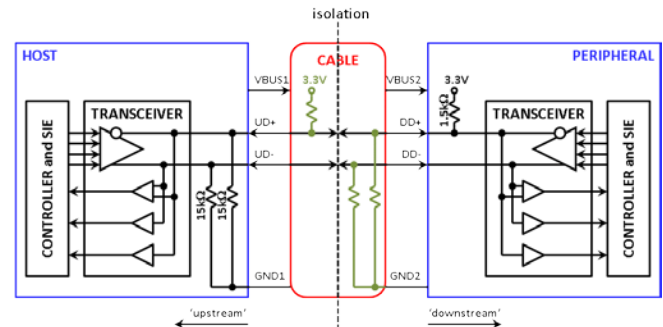 isolation
HOST
CABLE
PERIPHERAL
VBUS1
3.3V
VBUS2
3.3V
TRANSCEIVER
1.5kΩ
TRANSCEIVER
UD+
DD+
UD-
DD-
CONTROLLER and SIE
15kΩ
15kΩ
CONTROLLER and SIE
GND1
GND2
'upstream'
'downstream'